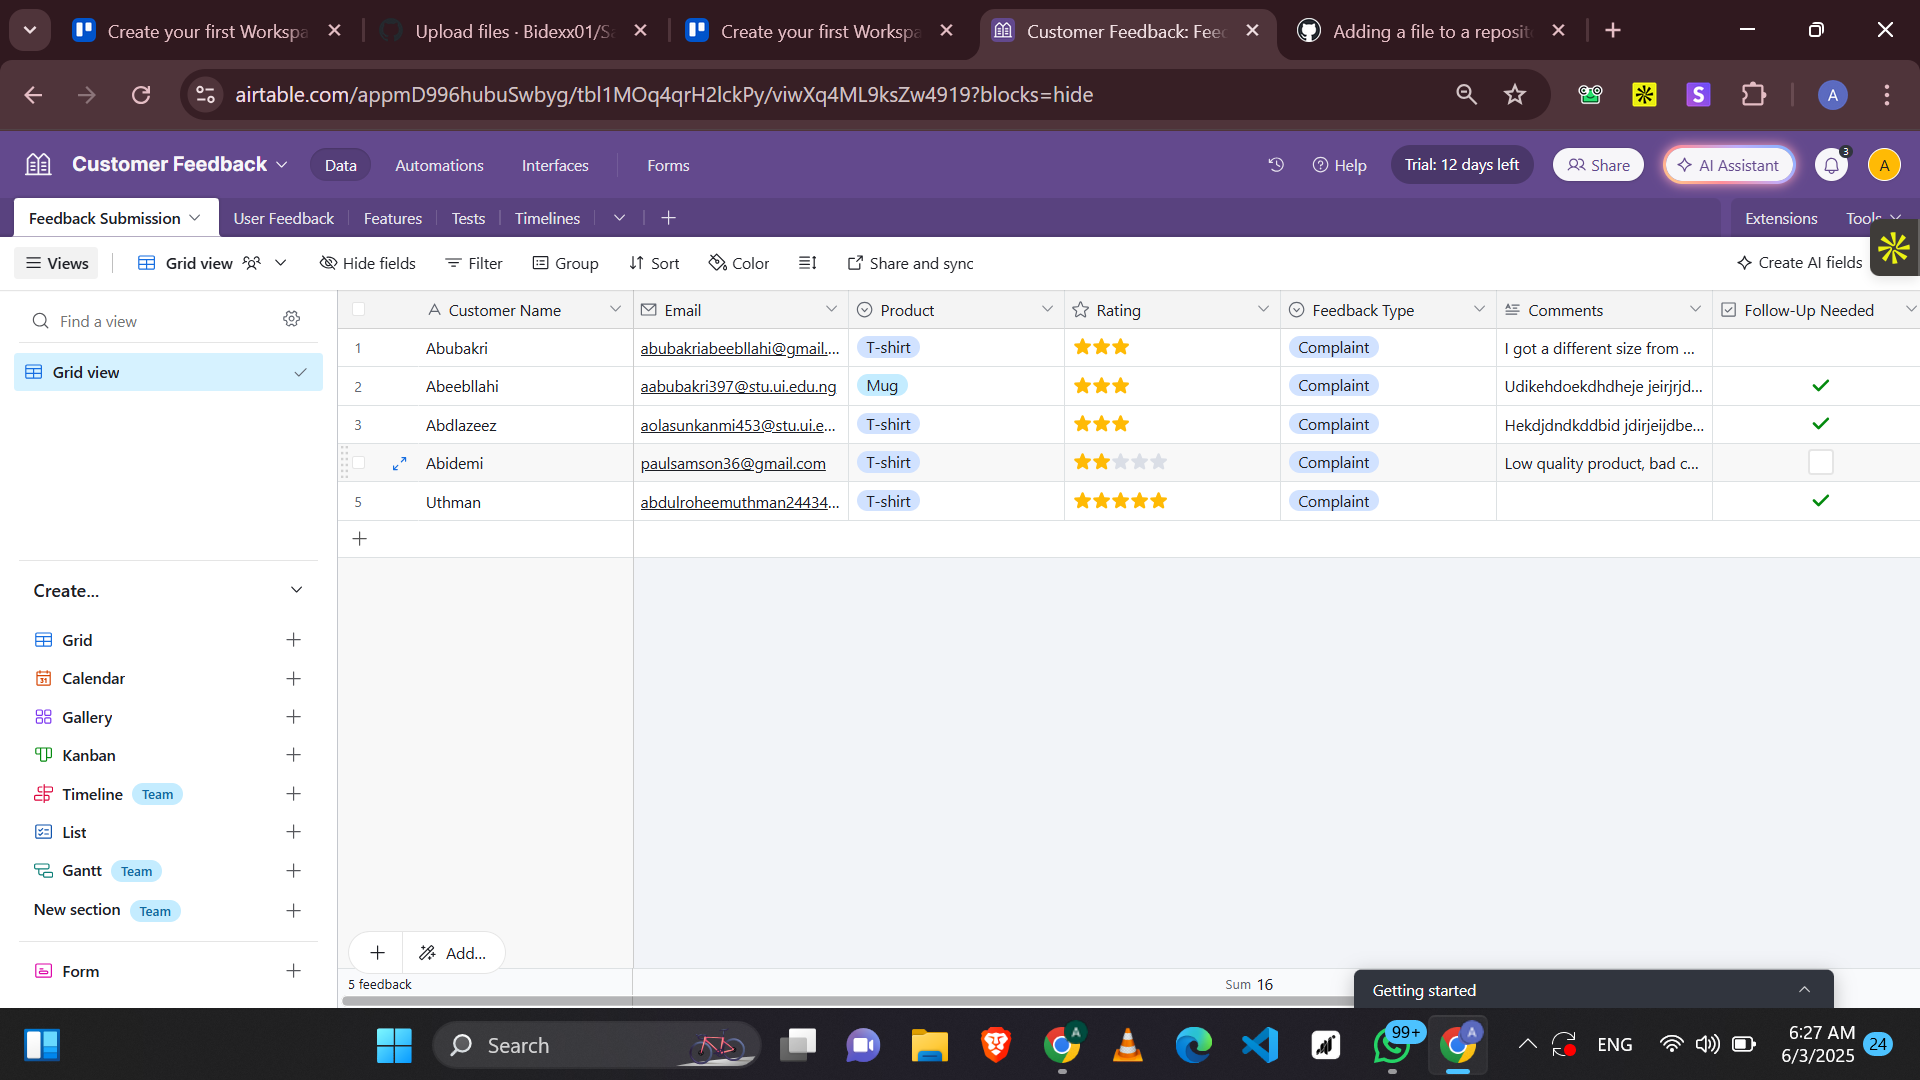 Create your first Workspa
Upload files · Bidexx01/Sa
Create your first Workspa
Customer Feedback: Feed
Adding a file to a reposit
airtable.com/appmD996hubuSwbyg/tbl1MOq4qrH2lckPy/viwXq4ML9ksZw4919?blocks=hide
S
A
Customer Feedback
Data
Automations
Interfaces
Forms
Help
Trial: 12 days left
Share
AI Assistant
3
A
Feedback Submission
User Feedback
Features
Tests
Timelines
Extensions
Tools
Views
Grid view
Hide fields
Filter
Group
Sort
Color
Share and sync
Create AI fields
Find a view
Grid view
Customer Name Email Product Rating Feedback Type Comments Follow-Up Needed
1 Abubakri abubakriabeebllahi@gmail.... T-shirt Complaint I got a different size from ...
2 Abeebllahi aabubakri397@stu.ui.edu.ng Mug Complaint Udikehdoekdhdheje jeirjrjd...
3 Abdlazeez aolasunkanmi453@stu.ui.e... T-shirt Complaint Hekdjdndkddbid jdirjeijdbe...
Abidemi paulsamson36@gmail.com T-shirt Complaint Low quality product, bad c...
5 Uthman abdulroheemuthman24434... T-shirt Complaint
Create...
Grid
Calendar
Gallery
Kanban
Timeline Team
List
Gantt Team
New section Team
Form
Add...
5 feedback
Sum 16
Getting started
Search
A
99+
A
ENG
6:27 AM
6/3/2025
24